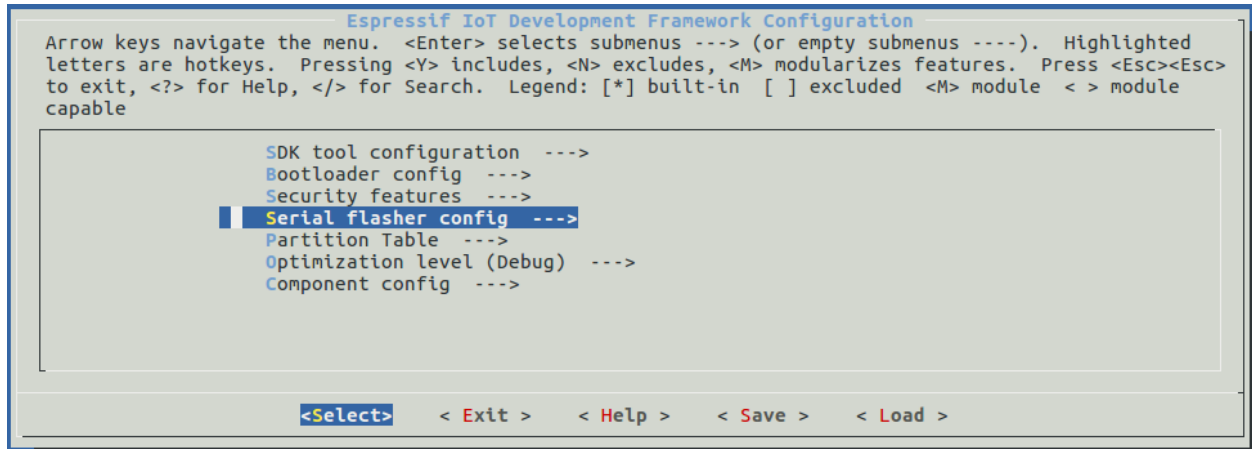 Espressif IoT Development Framework Configuration
Arrow keys navigate the menu.  <Enter> selects submenus ---> (or empty submenus ----).  Highlighted
letters are hotkeys.  Pressing <Y> includes, <N> excludes, <M> modularizes features.  Press <Esc><Esc>
to exit, <?> for Help, </> for Search.  Legend: [*] built-in  [ ] excluded  <M> module  < > module
capable
SDK tool configuration  --->
Bootloader config  --->
Security features  --->
Serial flasher config  --->
Partition Table  --->
Optimization level (Debug)  --->
Component config  --->
<Select>    < Exit >    < Help >    < Save >    < Load >